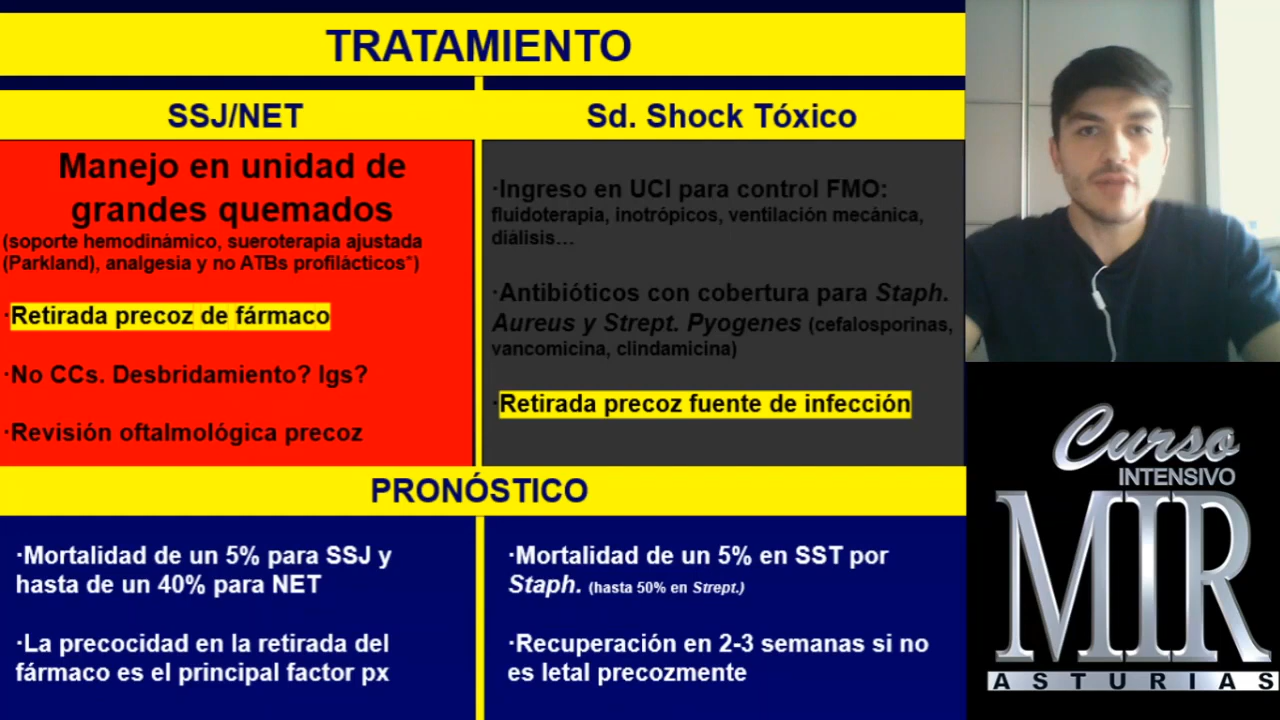 TRATAMIENTO
SSJ/NET
Manejo en unidad de
grandes quemados
(soporte hemodinámico, sueroterapia ajustada
(Parkland), analgesia y no ATBs profilácticos*)
·Retirada precoz de fármaco
·No CCs. Desbridamiento? Igs?
·Revisión oftalmológica precoz
Sd. Shock Tóxico
·Ingreso en UCI para control FMO:
fluidoterapia, inotrópicos, ventilación mecánica,
diálisis...
·Antibióticos con cobertura para Staph.
Aureus y Strept. Pyogenes (cefalosporinas,
vancomicina, clindamicina)
·Retirada precoz fuente de infección
PRONÓSTICO
·Mortalidad de un 5% para SSJ y
hasta de un 40% para NET
·La precocidad en la retirada del
fármaco es el principal factor px
·Mortalidad de un 5% en SST por
Staph. (hasta 50% en Strept.)
·Recuperación en 2-3 semanas si no
es letal precozmente
Curso
INTENSIVO
MIR
ASTURIAS